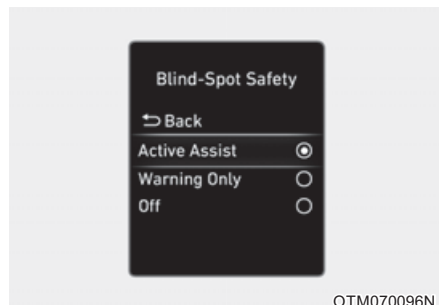 Blind-Spot Safety
Back
Active Assist
Warning Only
Off
OTM070096N